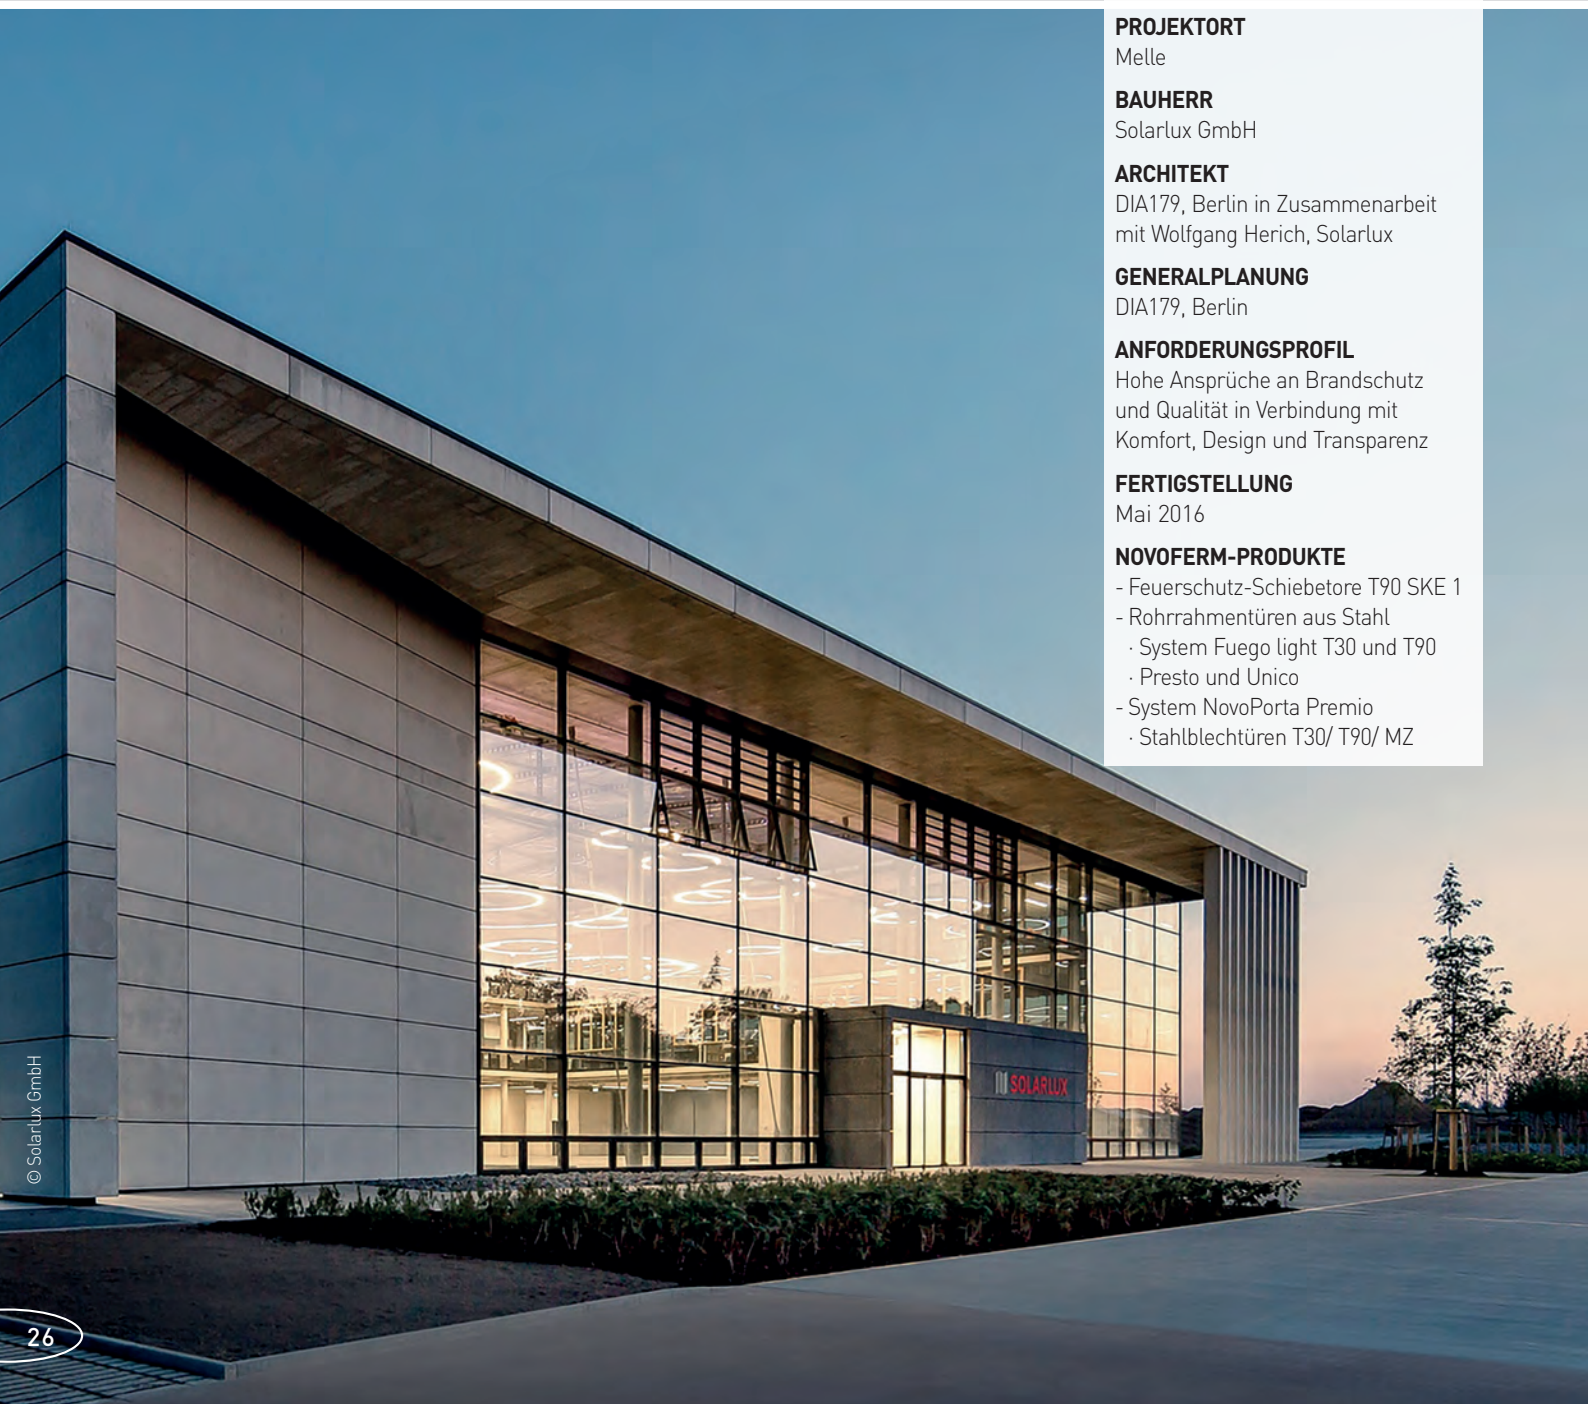 PROJEKTORT
Melle
BAUHERR
Solarlux GmbH
ARCHITEKT
DIA179, Berlin in Zusammenarbeit
mit Wolfgang Herich, Solarlux
GENERALPLANUNG
DIA179, Berlin
ANFORDERUNGSPROFIL
Hohe Ansprüche an Brandschutz
und Qualität in Verbindung mit
Komfort, Design und Transparenz
FERTIGSTELLUNG
Mai 2016
NOVOFERM-PRODUKTE
- Feuerschutz-Schiebetore T90 SKE 1
- Rohrrahmentüren aus Stahl
· System Fuego light T30 und T90
· Presto und Unico
- System NovoPorta Premio
· Stahlblechtüren T30/ T90/ MZ
SOLARLUX
© Solarlux GmbH
26